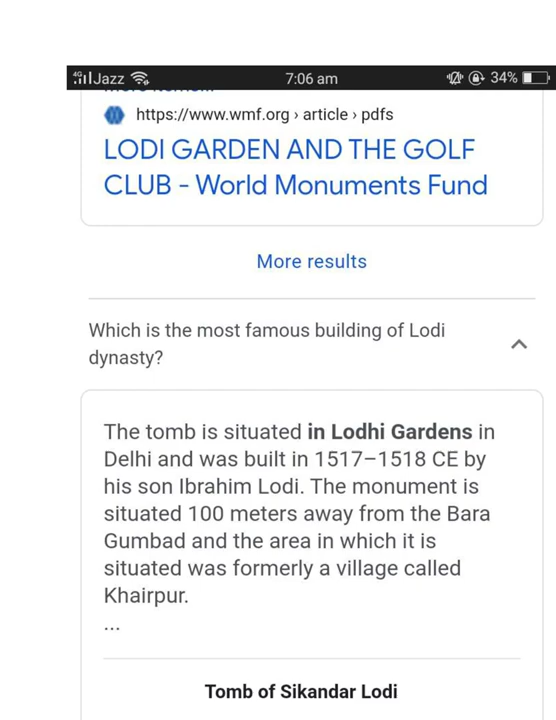 4G Jazz 7:06 am 34%
https://www.wmf.org › article › pdfs
LODI GARDEN AND THE GOLF
CLUB - World Monuments Fund
More results
Which is the most famous building of Lodi
dynasty?
The tomb is situated in Lodhi Gardens in
Delhi and was built in 1517–1518 CE by
his son Ibrahim Lodi. The monument is
situated 100 meters away from the Bara
Gumbad and the area in which it is
situated was formerly a village called
Khairpur.
...
Tomb of Sikandar Lodi